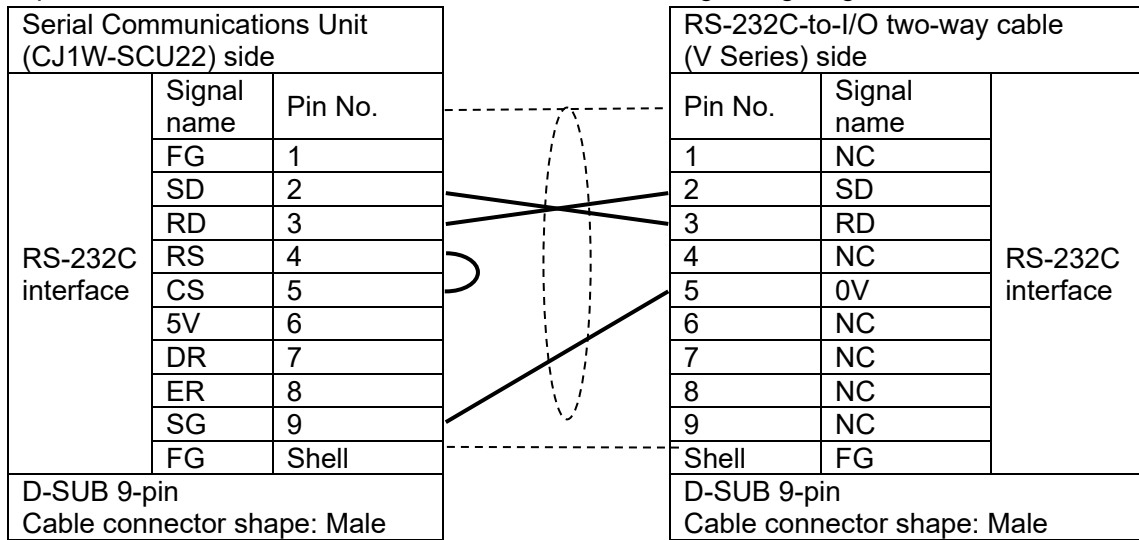 Serial Communications Unit
(CJ1W-SCU22) side
RS-232C
interface
Signal
name
Pin No.
FG 1
SD 2
RD 3
RS 4
CS 5
5V 6
DR 7
ER 8
SG 9
FG Shell
D-SUB 9-pin
Cable connector shape: Male
RS-232C-to-I/O two-way cable
(V Series) side
Pin No.
Signal
name
1 NC
2 SD
3 RD
4 NC
5 0V
6 NC
7 NC
8 NC
9 NC
Shell FG
RS-232C
interface
D-SUB 9-pin
Cable connector shape: Male